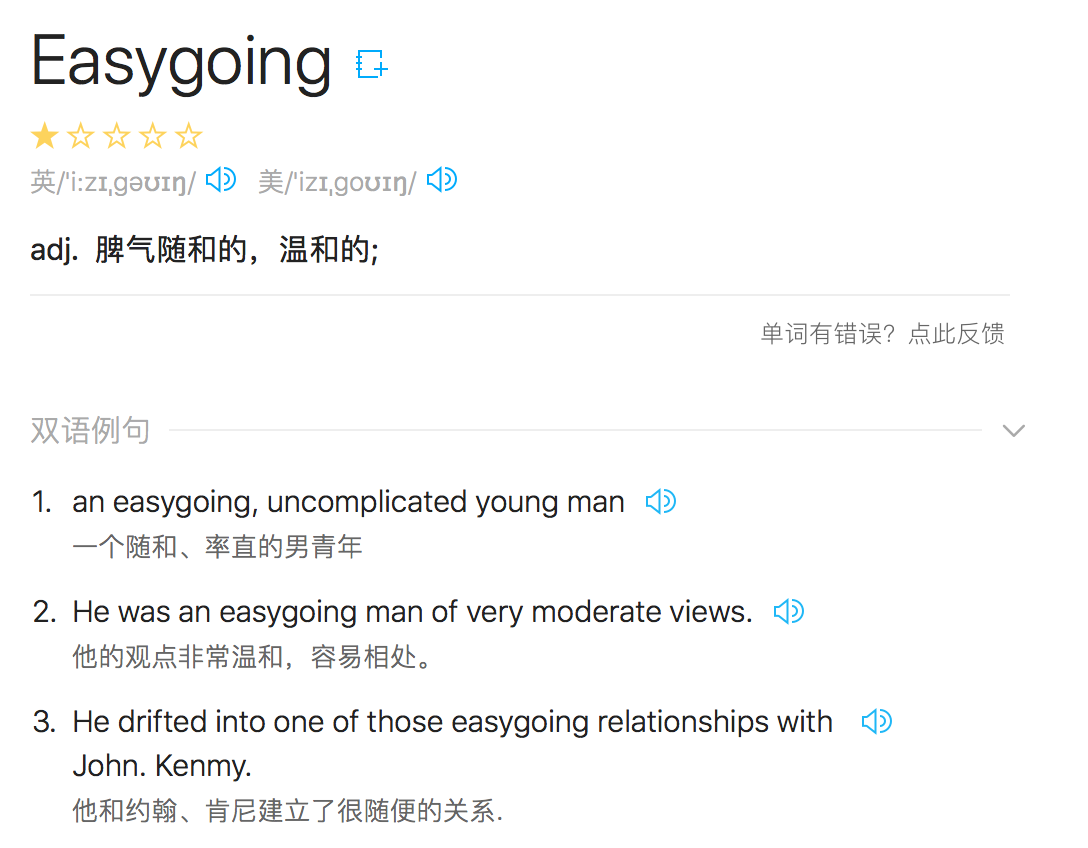 Easygoing
英/'i:zɪˌgəʊɪŋ/ 美/'izɪˌgoʊɪŋ/
adj. 脾气随和的，温和的;
单词有错误？点此反馈
双语例句
1. an easygoing, uncomplicated young man
一个随和、率直的男青年
2. He was an easygoing man of very moderate views.
他的观点非常温和，容易相处。
3. He drifted into one of those easygoing relationships with
John. Kenmy.
他和约翰、肯尼建立了很随便的关系.